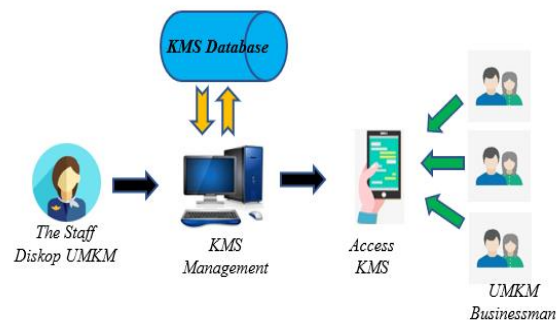 KMS Database
The Staff
Diskop UMKM
KMS
Management
Access
KMS
UMKM
Businessman